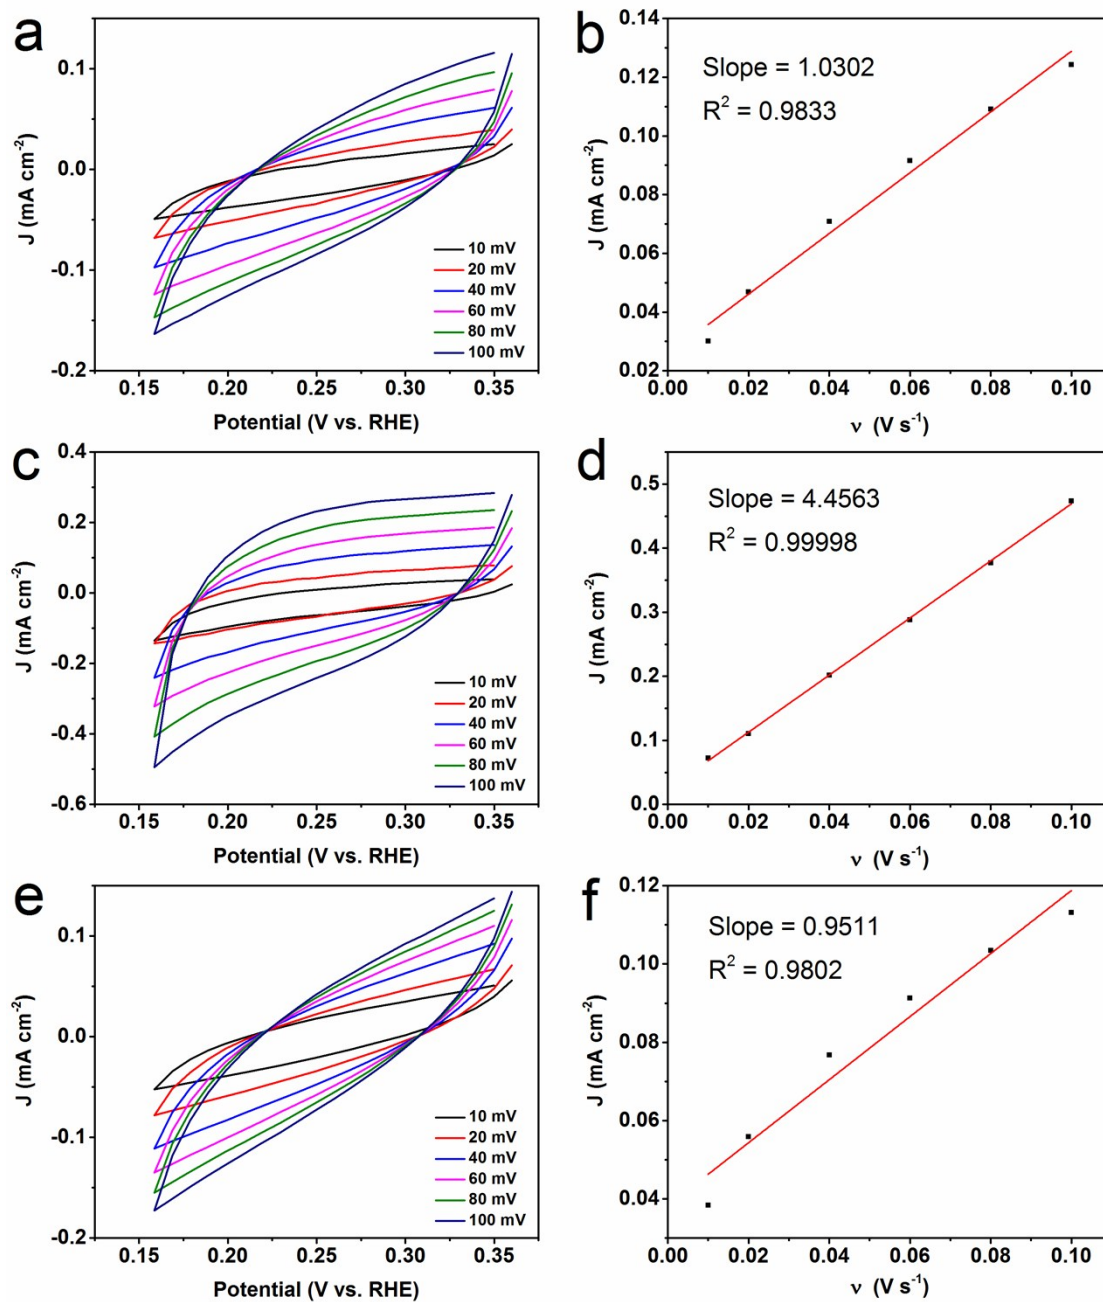 a
0.1
0.0
-0.1
-0.2
J (mA cm⁻²)
0.15 0.20 0.25 0.30 0.35
Potential (V vs. RHE)
10 mV
20 mV
40 mV
60 mV
80 mV
100 mV
b
0.14
0.12
0.10
0.08
0.06
0.04
0.02
J (mA cm⁻²)
Slope = 1.0302
R² = 0.9833
0.00 0.02 0.04 0.06 0.08 0.10
ν (V s⁻¹)
c
0.4
0.2
0.0
-0.2
-0.4
-0.6
J (mA cm⁻²)
0.15 0.20 0.25 0.30 0.35
Potential (V vs. RHE)
10 mV
20 mV
40 mV
60 mV
80 mV
100 mV
d
0.5
0.4
0.3
0.2
0.1
0.0
J (mA cm⁻²)
Slope = 4.4563
R² = 0.99998
0.00 0.02 0.04 0.06 0.08 0.10
ν (V s⁻¹)
e
0.1
0.0
-0.1
-0.2
J (mA cm⁻²)
0.15 0.20 0.25 0.30 0.35
Potential (V vs. RHE)
10 mV
20 mV
40 mV
60 mV
80 mV
100 mV
f
0.12
0.10
0.08
0.06
0.04
J (mA cm⁻²)
Slope = 0.9511
R² = 0.9802
0.00 0.02 0.04 0.06 0.08 0.10
ν (V s⁻¹)